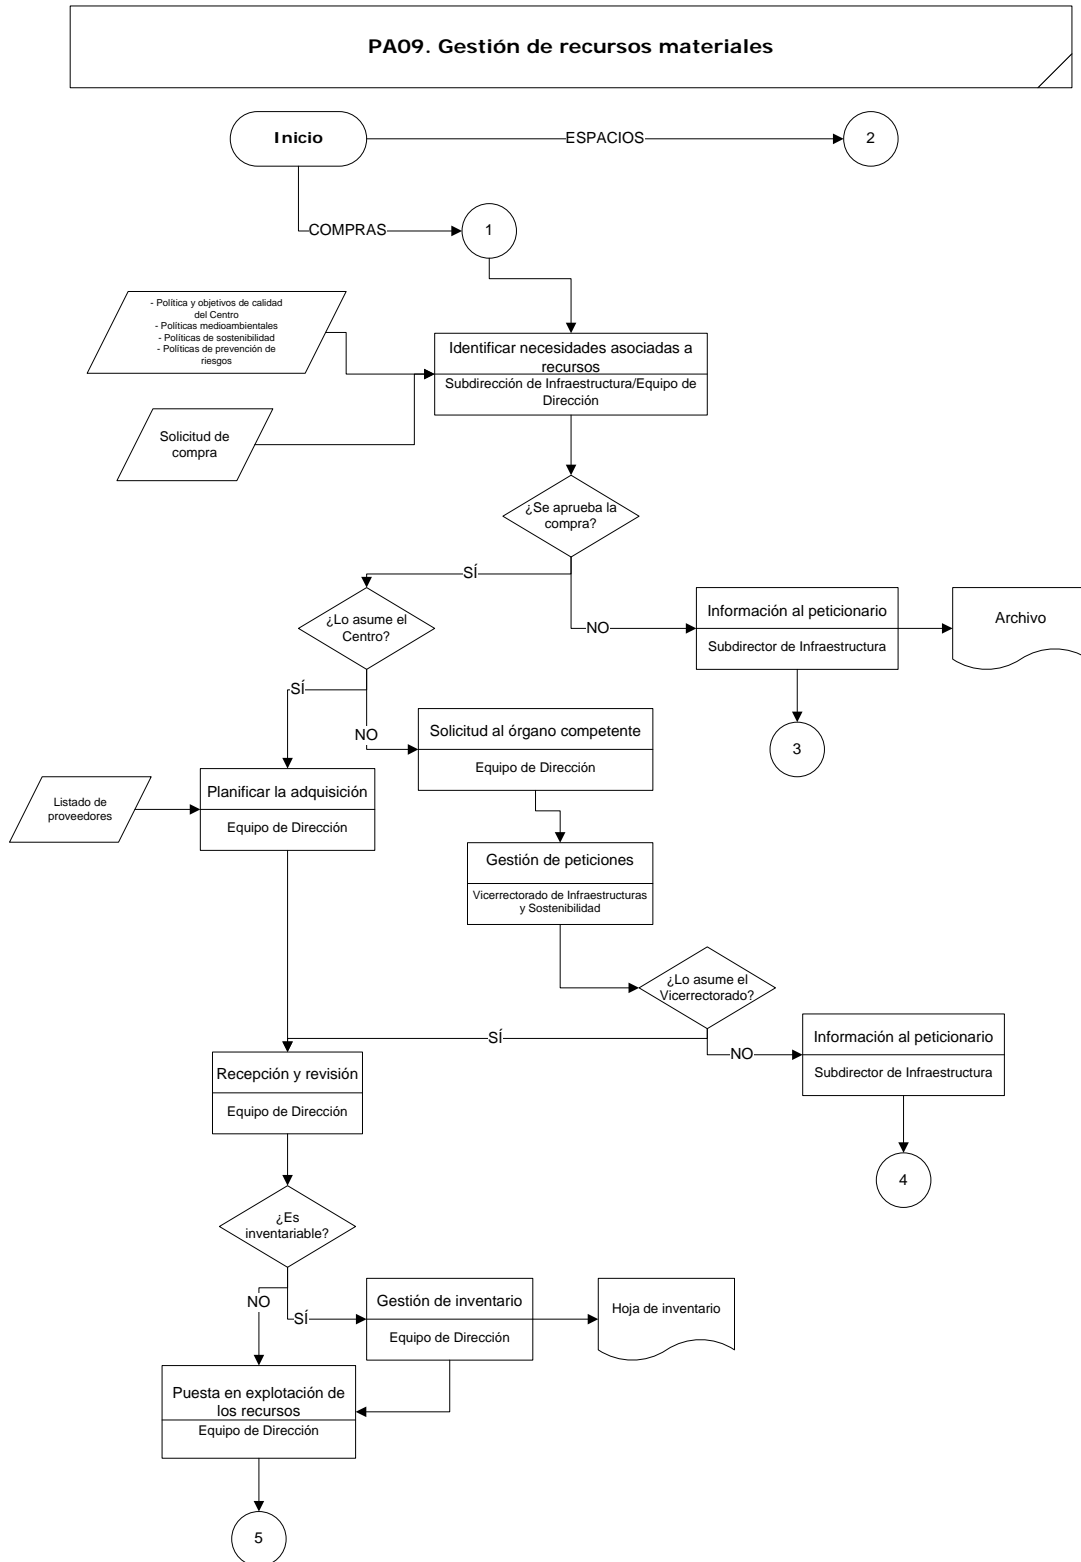 PA09. Gestión de recursos materiales
Inicio
ESPACIOS
2
COMPRAS
1
- Política y objetivos de calidad
del Centro
- Políticas medioambientales
- Políticas de sostenibilidad
- Políticas de prevención de
riesgos
Identificar necesidades asociadas a
recursos
Subdirección de Infraestructura/Equipo de
Dirección
Solicitud de
compra
¿Se aprueba la
compra?
SÍ
¿Lo asume el
Centro?
NO
Información al peticionario
Subdirector de Infraestructura
Archivo
SÍ
NO
Solicitud al órgano competente
Equipo de Dirección
3
Listado de
proveedores
Planificar la adquisición
Equipo de Dirección
Gestión de peticiones
Vicerrectorado de Infraestructuras
y Sostenibilidad
¿Lo asume el
Vicerrectorado?
SÍ
NO
Información al peticionario
Subdirector de Infraestructura
Recepción y revisión
Equipo de Dirección
4
¿Es
inventariable?
NO
SÍ
Gestión de inventario
Equipo de Dirección
Hoja de inventario
Puesta en explotación de
los recursos
Equipo de Dirección
5